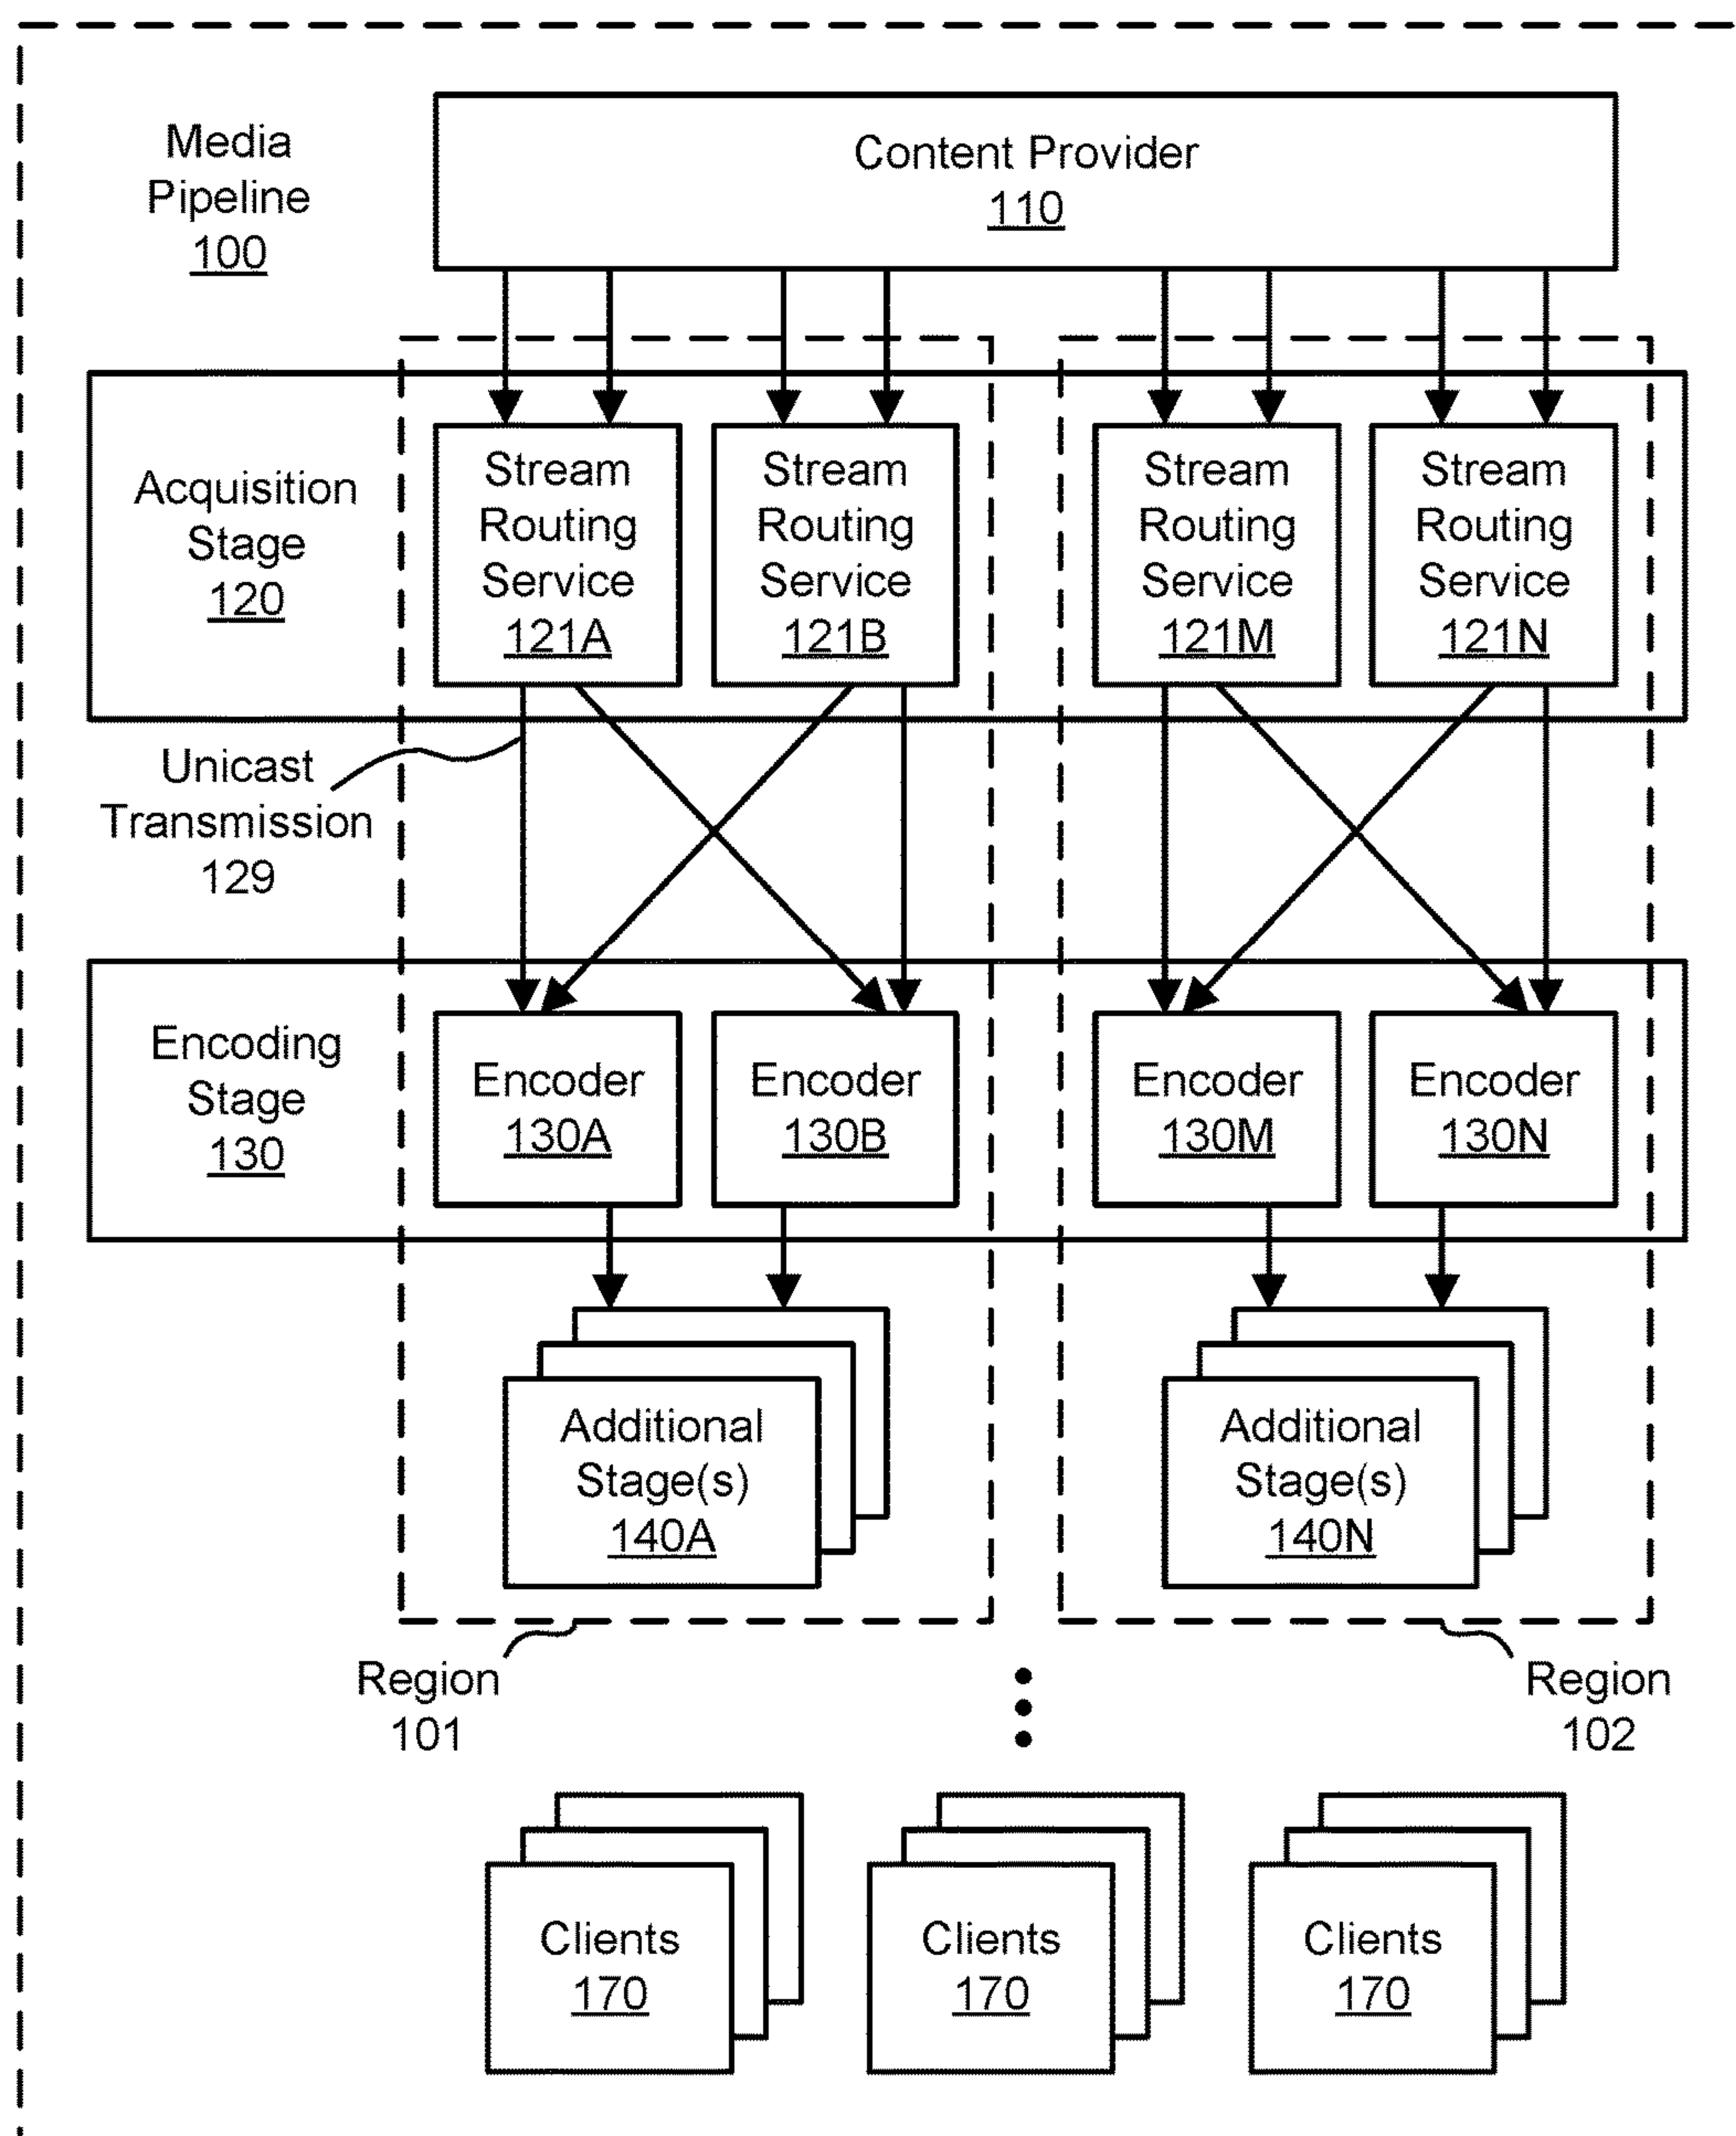 Media
Pipeline
100
Content Provider
110
Acquisition
Stage
120
Stream
Routing
Service
121A
Stream
Routing
Service
121B
Stream
Routing
Service
121M
Stream
Routing
Service
121N
Unicast
Transmission
129
Encoding
Stage
130
Encoder
130A
Encoder
130B
Encoder
130M
Encoder
130N
Additional
Stage(s)
140A
Additional
Stage(s)
140N
Region
101
Region
102
Clients
170
Clients
170
Clients
170